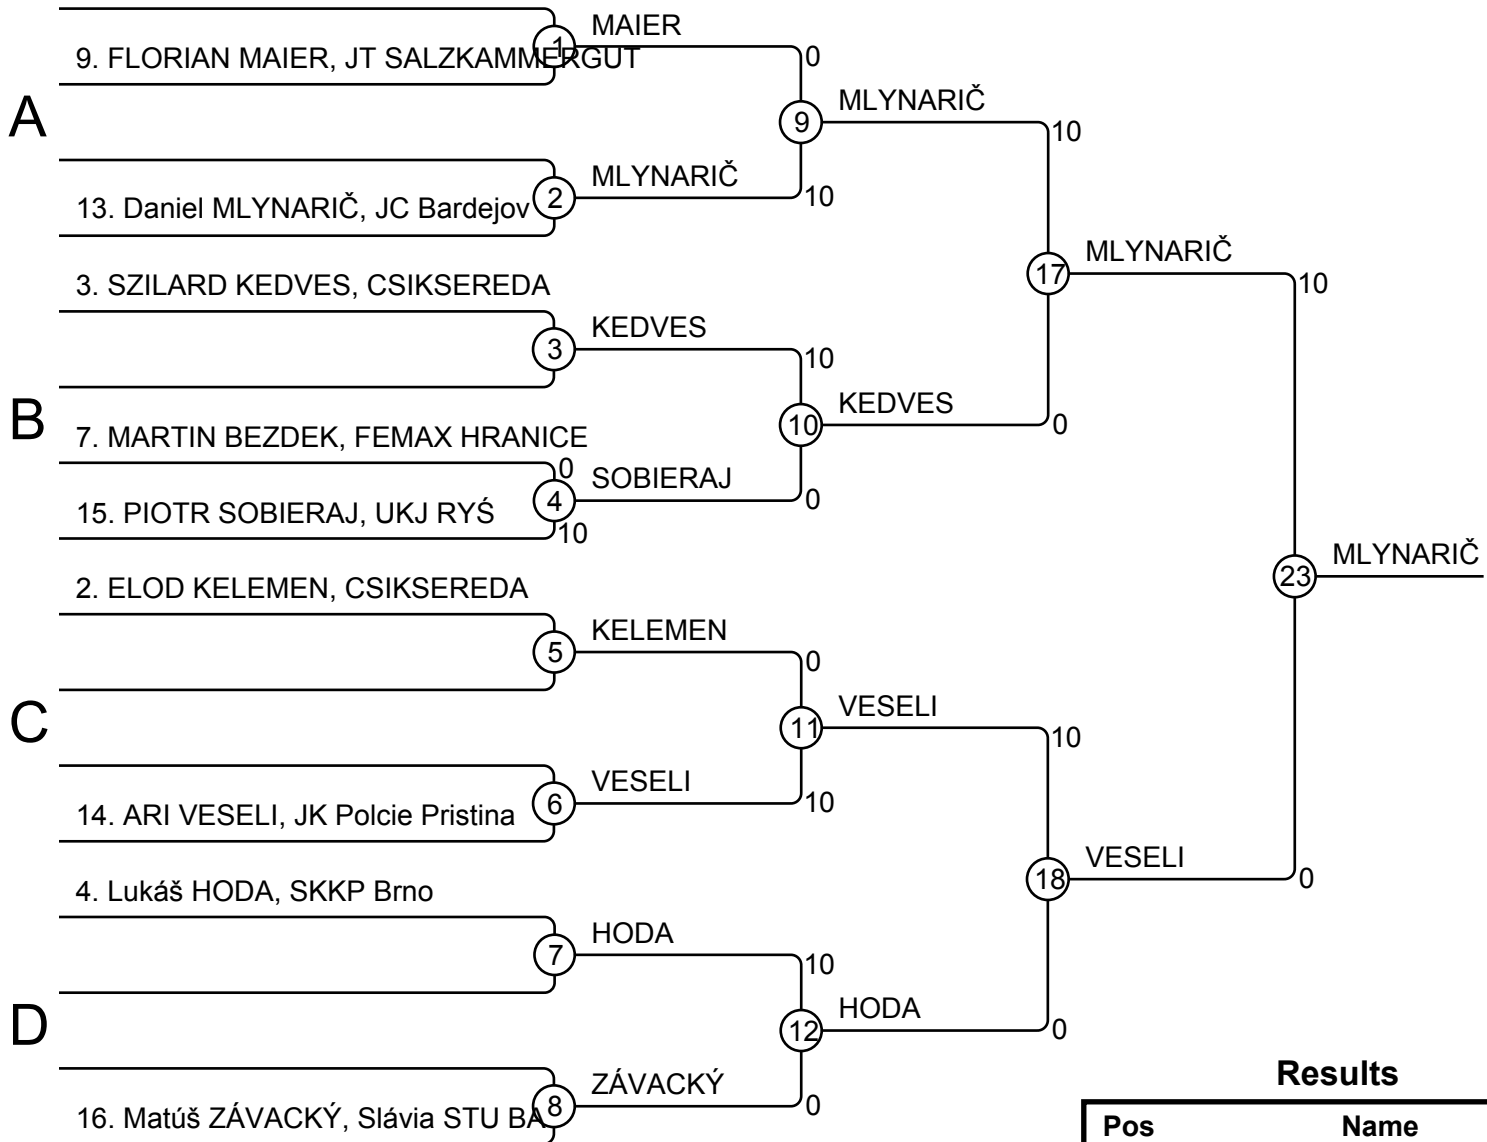 MAIER
0
9. FLORIAN MAIER, JT SALZKAMMERGUT
1
MLYNARIČ
A
9
10
MLYNARIČ
10
13. Daniel MLYNARIČ, JC Bardejov
2
MLYNARIČ
17
10
3. SZILARD KEDVES, CSIKSEREDA
KEDVES
3
10
KEDVES
B
10
0
7. MARTIN BEZDEK, FEMAX HRANICE
0
SOBIERAJ
4
0
15. PIOTR SOBIERAJ, UKJ RYŚ
10
MLYNARIČ
23
2. ELOD KELEMEN, CSIKSEREDA
KELEMEN
5
0
VESELI
C
11
10
VESELI
6
10
14. ARI VESELI, JK Polcie Pristina
VESELI
18
0
4. Lukáš HODA, SKKP Brno
HODA
7
10
HODA
D
12
0
ZÁVACKÝ
8
0
16. Matúš ZÁVACKÝ, Slávia STU BA
Results
Pos Name